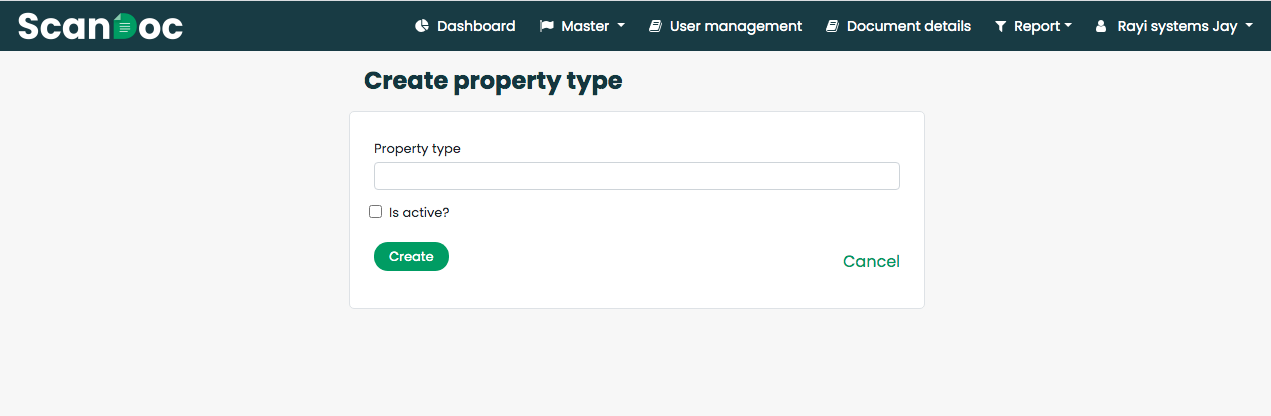 ScanDoc Dashboard Master User management Document details Report Rayi systems Jay
Create property type
Property type
Is active?
Create Cancel